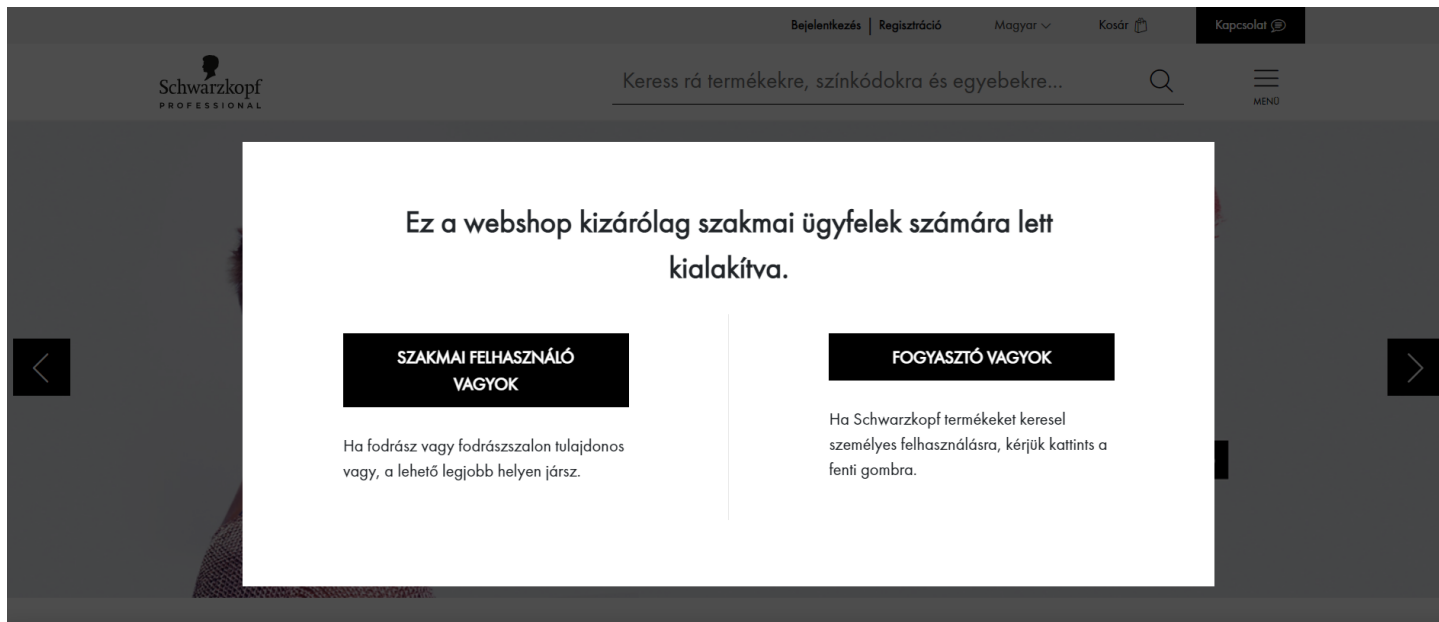 Bejelentkezés | Regisztráció
Magyar
Kosár
Kapcsolat
Schwarzkopf
PROFESSIONAL
Keress rá termékekre, színkódokra és egyebekre...
MENÜ
Ez a webshop kizárólag szakmai ügyfelek számára lett
kialakítva.
SZAKMAI FELHASZNÁLÓ
VAGYOK
Ha fodrász vagy fodrászszalon tulajdonos
vagy, a lehető legjobb helyen jársz.
FOGYASZTÓ VAGYOK
Ha Schwarzkopf termékeket keresel
személyes felhasználásra, kérjük kattints a
fenti gombra.